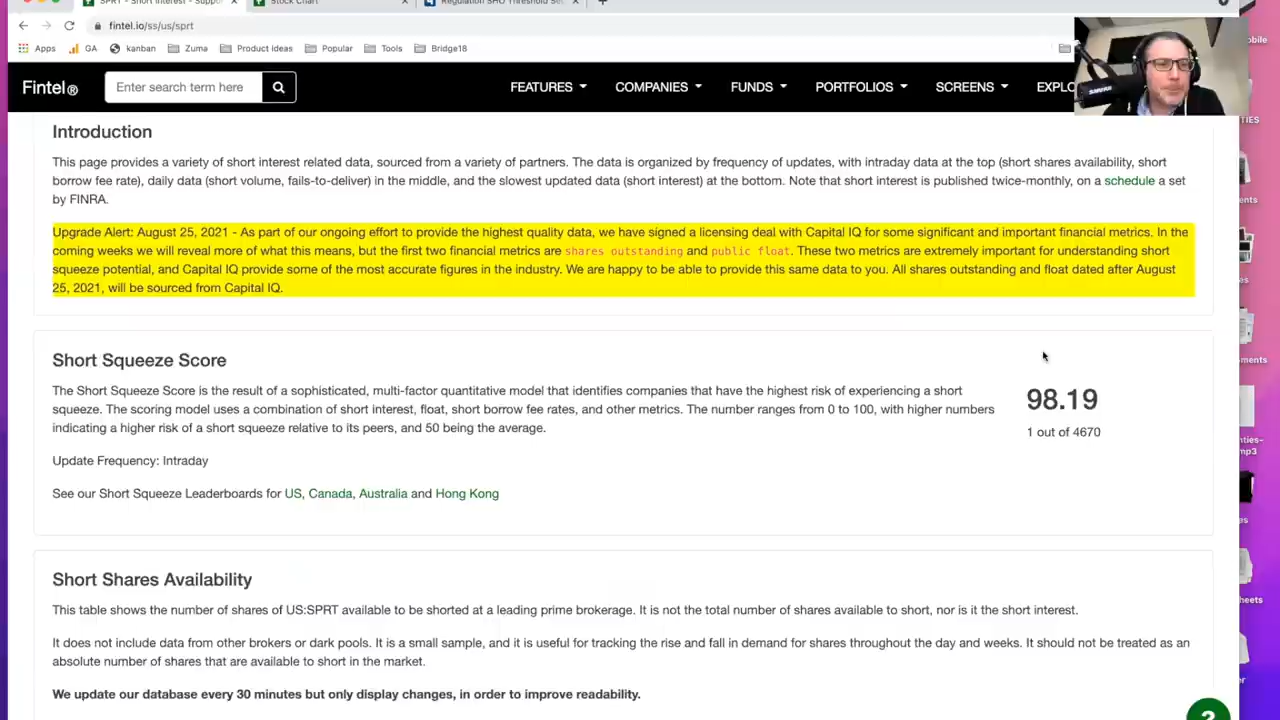 SPRT - Short Interest - Suppo
Stock Chart
Regulation SHO Threshold Sec
fintel.io/ss/us/sprt
Apps GA kanban Zuma Product ideas Popular Tools Bridge18
Fintel® Enter search term here FEATURES COMPANIES FUNDS PORTFOLIOS SCREENS EXPLO
Introduction
This page provides a variety of short interest related data, sourced from a variety of partners. The data is organized by frequency of updates, with intraday data at the top (short shares availability, short
borrow fee rate), daily data (short volume, fails-to-deliver) in the middle, and the slowest updated data (short interest) at the bottom. Note that short interest is published twice-monthly, on a schedule a set
by FINRA.
Upgrade Alert: August 25, 2021 - As part of our ongoing effort to provide the highest quality data, we have signed a licensing deal with Capital IQ for some significant and important financial metrics. In the
coming weeks we will reveal more of what this means, but the first two financial metrics are shares outstanding and public float. These two metrics are extremely important for understanding short
squeeze potential, and Capital IQ provide some of the most accurate figures in the industry. We are happy to be able to provide this same data to you. All shares outstanding and float dated after August
25, 2021, will be sourced from Capital IQ.
Short Squeeze Score
The Short Squeeze Score is the result of a sophisticated, multi-factor quantitative model that identifies companies that have the highest risk of experiencing a short
squeeze. The scoring model uses a combination of short interest, float, short borrow fee rates, and other metrics. The number ranges from 0 to 100, with higher numbers
indicating a higher risk of a short squeeze relative to its peers, and 50 being the average.
98.19
1 out of 4670
Update Frequency: Intraday
See our Short Squeeze Leaderboards for US, Canada, Australia and Hong Kong
Short Shares Availability
This table shows the number of shares of US:SPRT available to be shorted at a leading prime brokerage. It is not the total number of shares available to short, nor is it the short interest.
It does not include data from other brokers or dark pools. It is a small sample, and it is useful for tracking the rise and fall in demand for shares throughout the day and weeks. It should not be treated as an
absolute number of shares that are available to short in the market.
We update our database every 30 minutes but only display changes, in order to improve readability.
SHURE